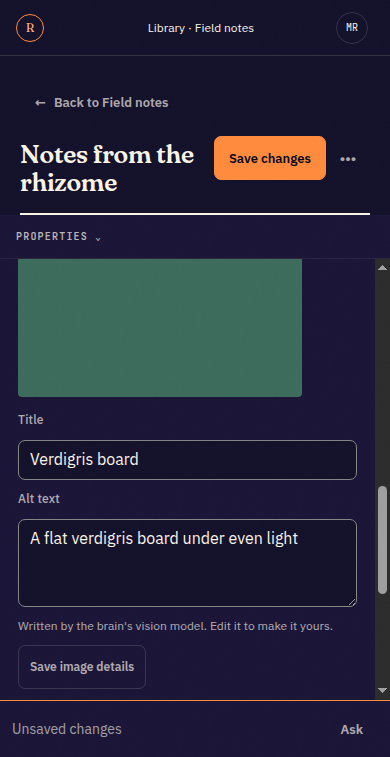 R
Library · Field notes
MR
← Back to Field notes
Notes from the
rhizome
Save changes
•••
PROPERTIES
Title
Verdigris board
Alt text
A flat verdigris board under even light
Written by the brain's vision model. Edit it to make it yours.
Save image details
Unsaved changes
Ask